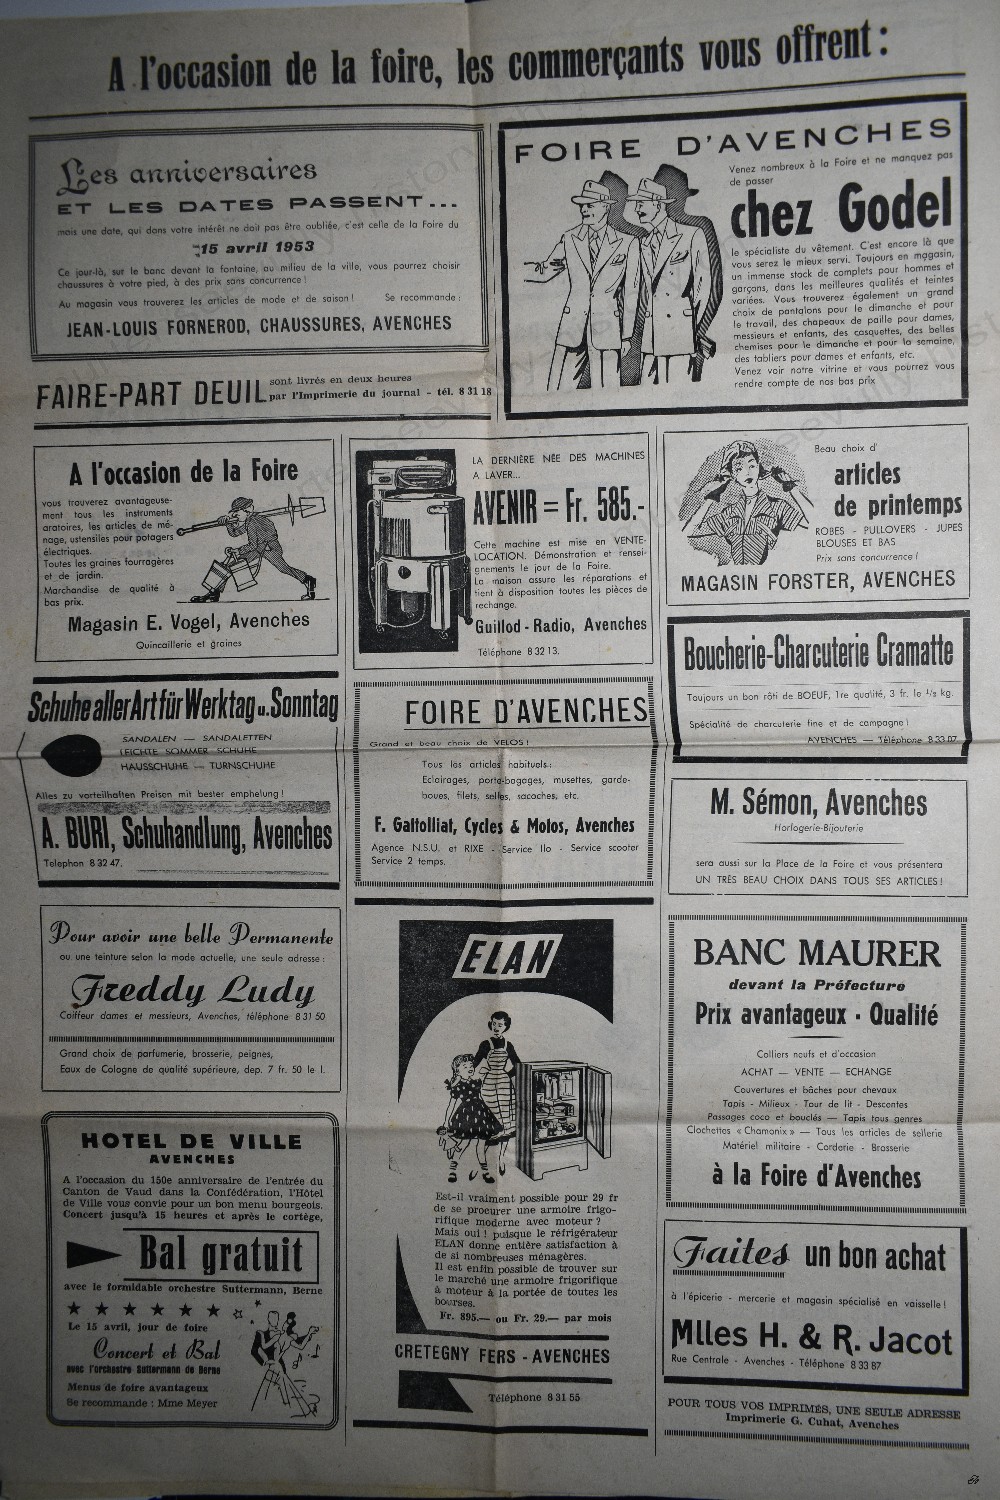 A l'occasion de la foire, les commerçants vous offrent :
Les anniversaires
ET LES DATES PASSENT...
mais une date, qui dans votre intérêt ne doit pas être oubliée, c'est celle de la Foire du
15 avril 1953
Ce jour-là, sur le banc devant la fontaine, au milieu de la ville, vous pourrez choisir
chaussures à votre pied, à des prix sans concurrence !
Au magasin vous trouverez les articles de mode et de saison ! Se recommande :
JEAN-LOUIS FORNEROD, CHAUSSURES, AVENCHES
FAIRE-PART DEUIL sont livrés en deux heures
par l'Imprimerie du journal - tél. 8 31 18
FOIRE D'AVENCHES
Venez nombreux à la Foire et ne manquez pas
de passer
chez Godel
le spécialiste du vêtement. C'est encore là que
vous serez le mieux servi. Toujours en magasin,
un immense stock de complets pour hommes et
garçons, dans les meilleures qualités et teintes
variées. Vous trouverez également un grand
choix de pantalons pour le dimanche et pour
le travail, des chapeaux de paille pour dames,
messieurs et enfants, des casquettes, des belles
chemises pour le dimanche et pour la semaine,
des tabliers pour dames et enfants, etc.
Venez voir notre vitrine et vous pourrez vous
rendre compte de nos bas prix
A l'occasion de la Foire
vous trouverez avantageuse-
ment tous les instruments
aratoires, les articles de mé-
nage, ustensiles pour potagers
électriques.
Toutes les graines fourragères
et de jardin.
Marchandise de qualité à
bas prix.
Magasin E. Vogel, Avenches
Quincaillerie et graines
LA DERNIÈRE NÉE DES MACHINES
A LAVER...
AVENIR = Fr. 585.-
Cette machine est mise en VENTE-
LOCATION. Démonstration et rensei-
gnements le jour de la Foire.
La maison assure les réparations et
tient à disposition toutes les pièces de
rechange.
Guillod - Radio, Avenches
Téléphone 8 32 13.
Beau choix d'
articles
de printemps
ROBES - PULLOVERS - JUPES
BLOUSES ET BAS
Prix sans concurrence !
MAGASIN FORSTER, AVENCHES
Boucherie-Charcuterie Cramatte
Toujours un bon rôti de BOEUF, 1re qualité, 3 fr. le ½ kg.
Spécialité de charcuterie fine et de campagne !
AVENCHES — Téléphone 8 33 07
Schuhe aller Art für Werktag u. Sonntag
SANDALEN — SANDALETTEN
LEICHTE SOMMER SCHUHE
HAUSSCHUHE — TURNSCHUHE
Alles zu vorteilhaften Preisen mit bester emphelung !
A. BURI, Schuhandlung, Avenches
Telephon 8 32 47.
FOIRE D'AVENCHES
Grand et beau choix de VELOS !
Tous les articles habituels :
Eclairages, porte-bagages, musettes, garde-
boues, filets, selles, sacoches, etc.
F. Gattolliat, Cycles & Motos, Avenches
Agence N.S.U. et RIXE - Service Ilo - Service scooter
Service 2 temps.
M. Sémon, Avenches
Horlogerie-Bijouterie
sera aussi sur la Place de la Foire et vous présentera
UN TRÈS BEAU CHOIX DANS TOUS SES ARTICLES !
Pour avoir une belle Permanente
ou une teinture selon la mode actuelle, une seule adresse :
Freddy Ludy
Coiffeur dames et messieurs, Avenches, téléphone 8 31 50
Grand choix de parfumerie, brosserie, peignes,
Eaux de Cologne de qualité supérieure, dep. 7 fr. 50 le l.
ELAN
Est-il vraiment possible pour 29 fr
de se procurer une armoire frigo-
rifique moderne avec moteur ?
Mais oui ! puisque le réfrigérateur
ELAN donne entière satisfaction à
de si nombreuses ménagères.
Il est enfin possible de trouver sur
le marché une armoire frigorifique
à moteur à la portée de toutes les
bourses.
Fr. 895.— ou Fr. 29.— par mois
CRETEGNY FERS - AVENCHES
Téléphone 8 31 55
BANC MAURER
devant la Préfecture
Prix avantageux - Qualité
Colliers neufs et d'occasion
ACHAT — VENTE — ECHANGE
Couvertures et bâches pour chevaux
Tapis - Milieux - Tour de lit - Descentes
Passages coco et bouclés — Tapis tous genres
Clochettes « Chamonix » — Tous les articles de sellerie
Matériel militaire - Corderie - Brosserie
à la Foire d'Avenches
HOTEL DE VILLE
AVENCHES
A l'occasion du 150e anniversaire de l'entrée du
Canton de Vaud dans la Confédération, l'Hôtel
de Ville vous convie pour un bon menu bourgeois.
Concert jusqu'à 15 heures et après le cortège,
Bal gratuit
avec le formidable orchestre Suttermann, Berne
Le 15 avril, jour de foire
Concert et Bal
avec l'orchestre Suttermann de Berne
Menus de foire avantageux
Se recommande : Mme Meyer
Faites un bon achat
à l'épicerie - mercerie et magasin spécialisé en vaisselle !
Mlles H. & R. Jacot
Rue Centrale - Avenches - Téléphone 8 33 87
POUR TOUS VOS IMPRIMÉS, UNE SEULE ADRESSE
Imprimerie G. Cuhat, Avenches